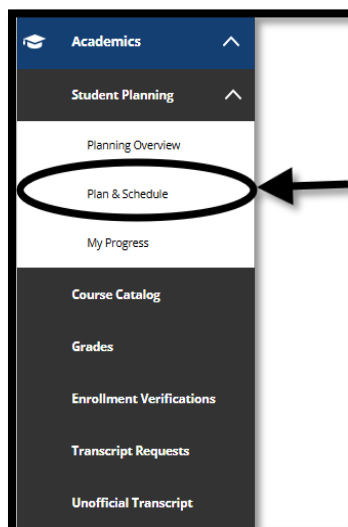 Academics
Student Planning
Planning Overview
Plan & Schedule
My Progress
Course Catalog
Grades
Enrollment Verifications
Transcript Requests
Unofficial Transcript